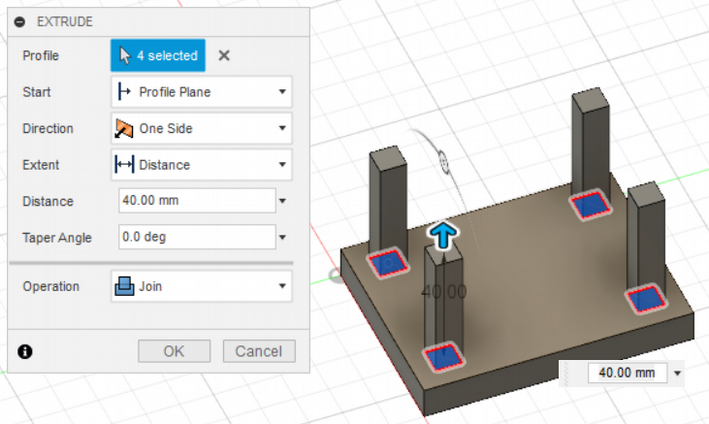 EXTRUDE
Profile 4 selected
Start Profile Plane
Direction One Side
Extent Distance
Distance 40.00 mm
Taper Angle 0.0 deg
Operation Join
OK Cancel
40.00
40.00 mm